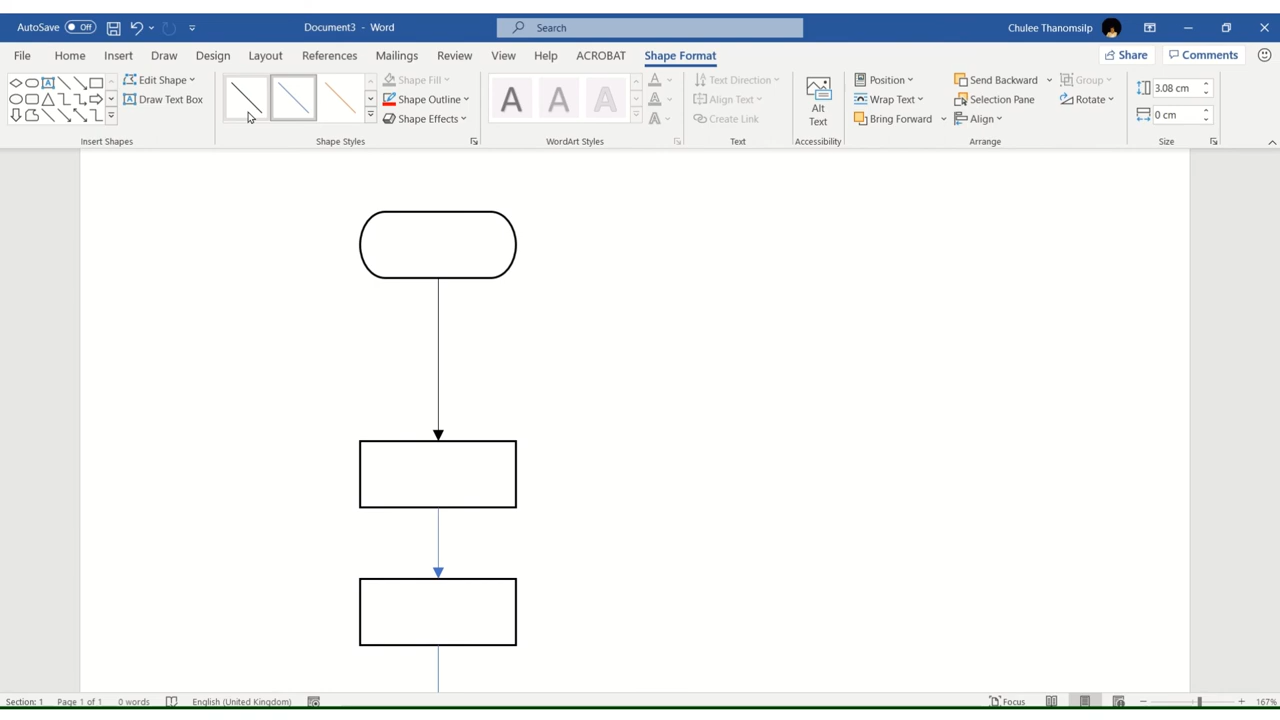 AutoSave Off Document3 - Word Search Chulee Thanomsilp
File Home Insert Draw Design Layout References Mailings Review View Help ACROBAT Shape Format Share Comments
Edit Shape Shape Fill Text Direction Position Send Backward Group 3.08 cm
Draw Text Box Shape Outline Align Text Wrap Text Selection Pane Rotate
Shape Effects Create Link Alt Text Bring Forward Align 0 cm
Insert Shapes Shape Styles WordArt Styles Text Accessibility Arrange Size
Section: 1 Page 1 of 1 0 words English (United Kingdom) Focus 167%